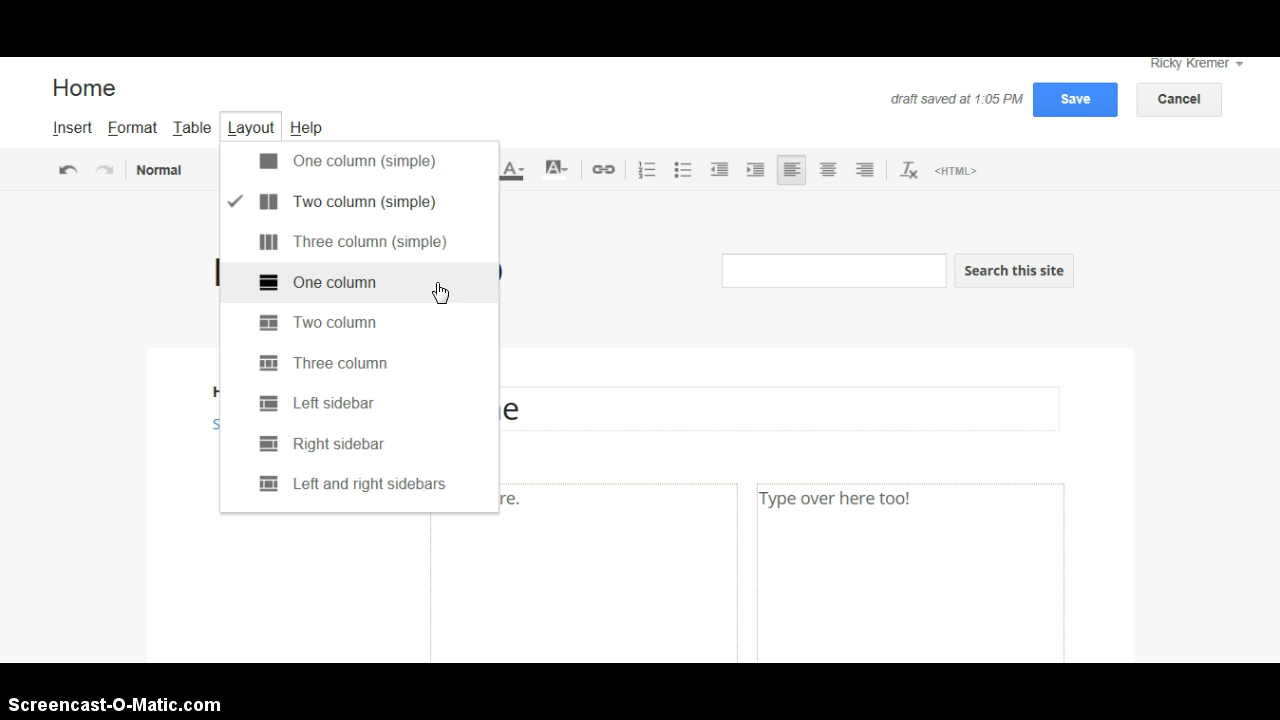 Ricky Kremer
Home
draft saved at 1:05 PM
Save
Cancel
Insert Format Table Layout Help
Normal
<HTML>
One column (simple)
Two column (simple)
Three column (simple)
One column
Two column
Three column
Left sidebar
Right sidebar
Left and right sidebars
Search this site
Type over here too!
Screencast-O-Matic.com